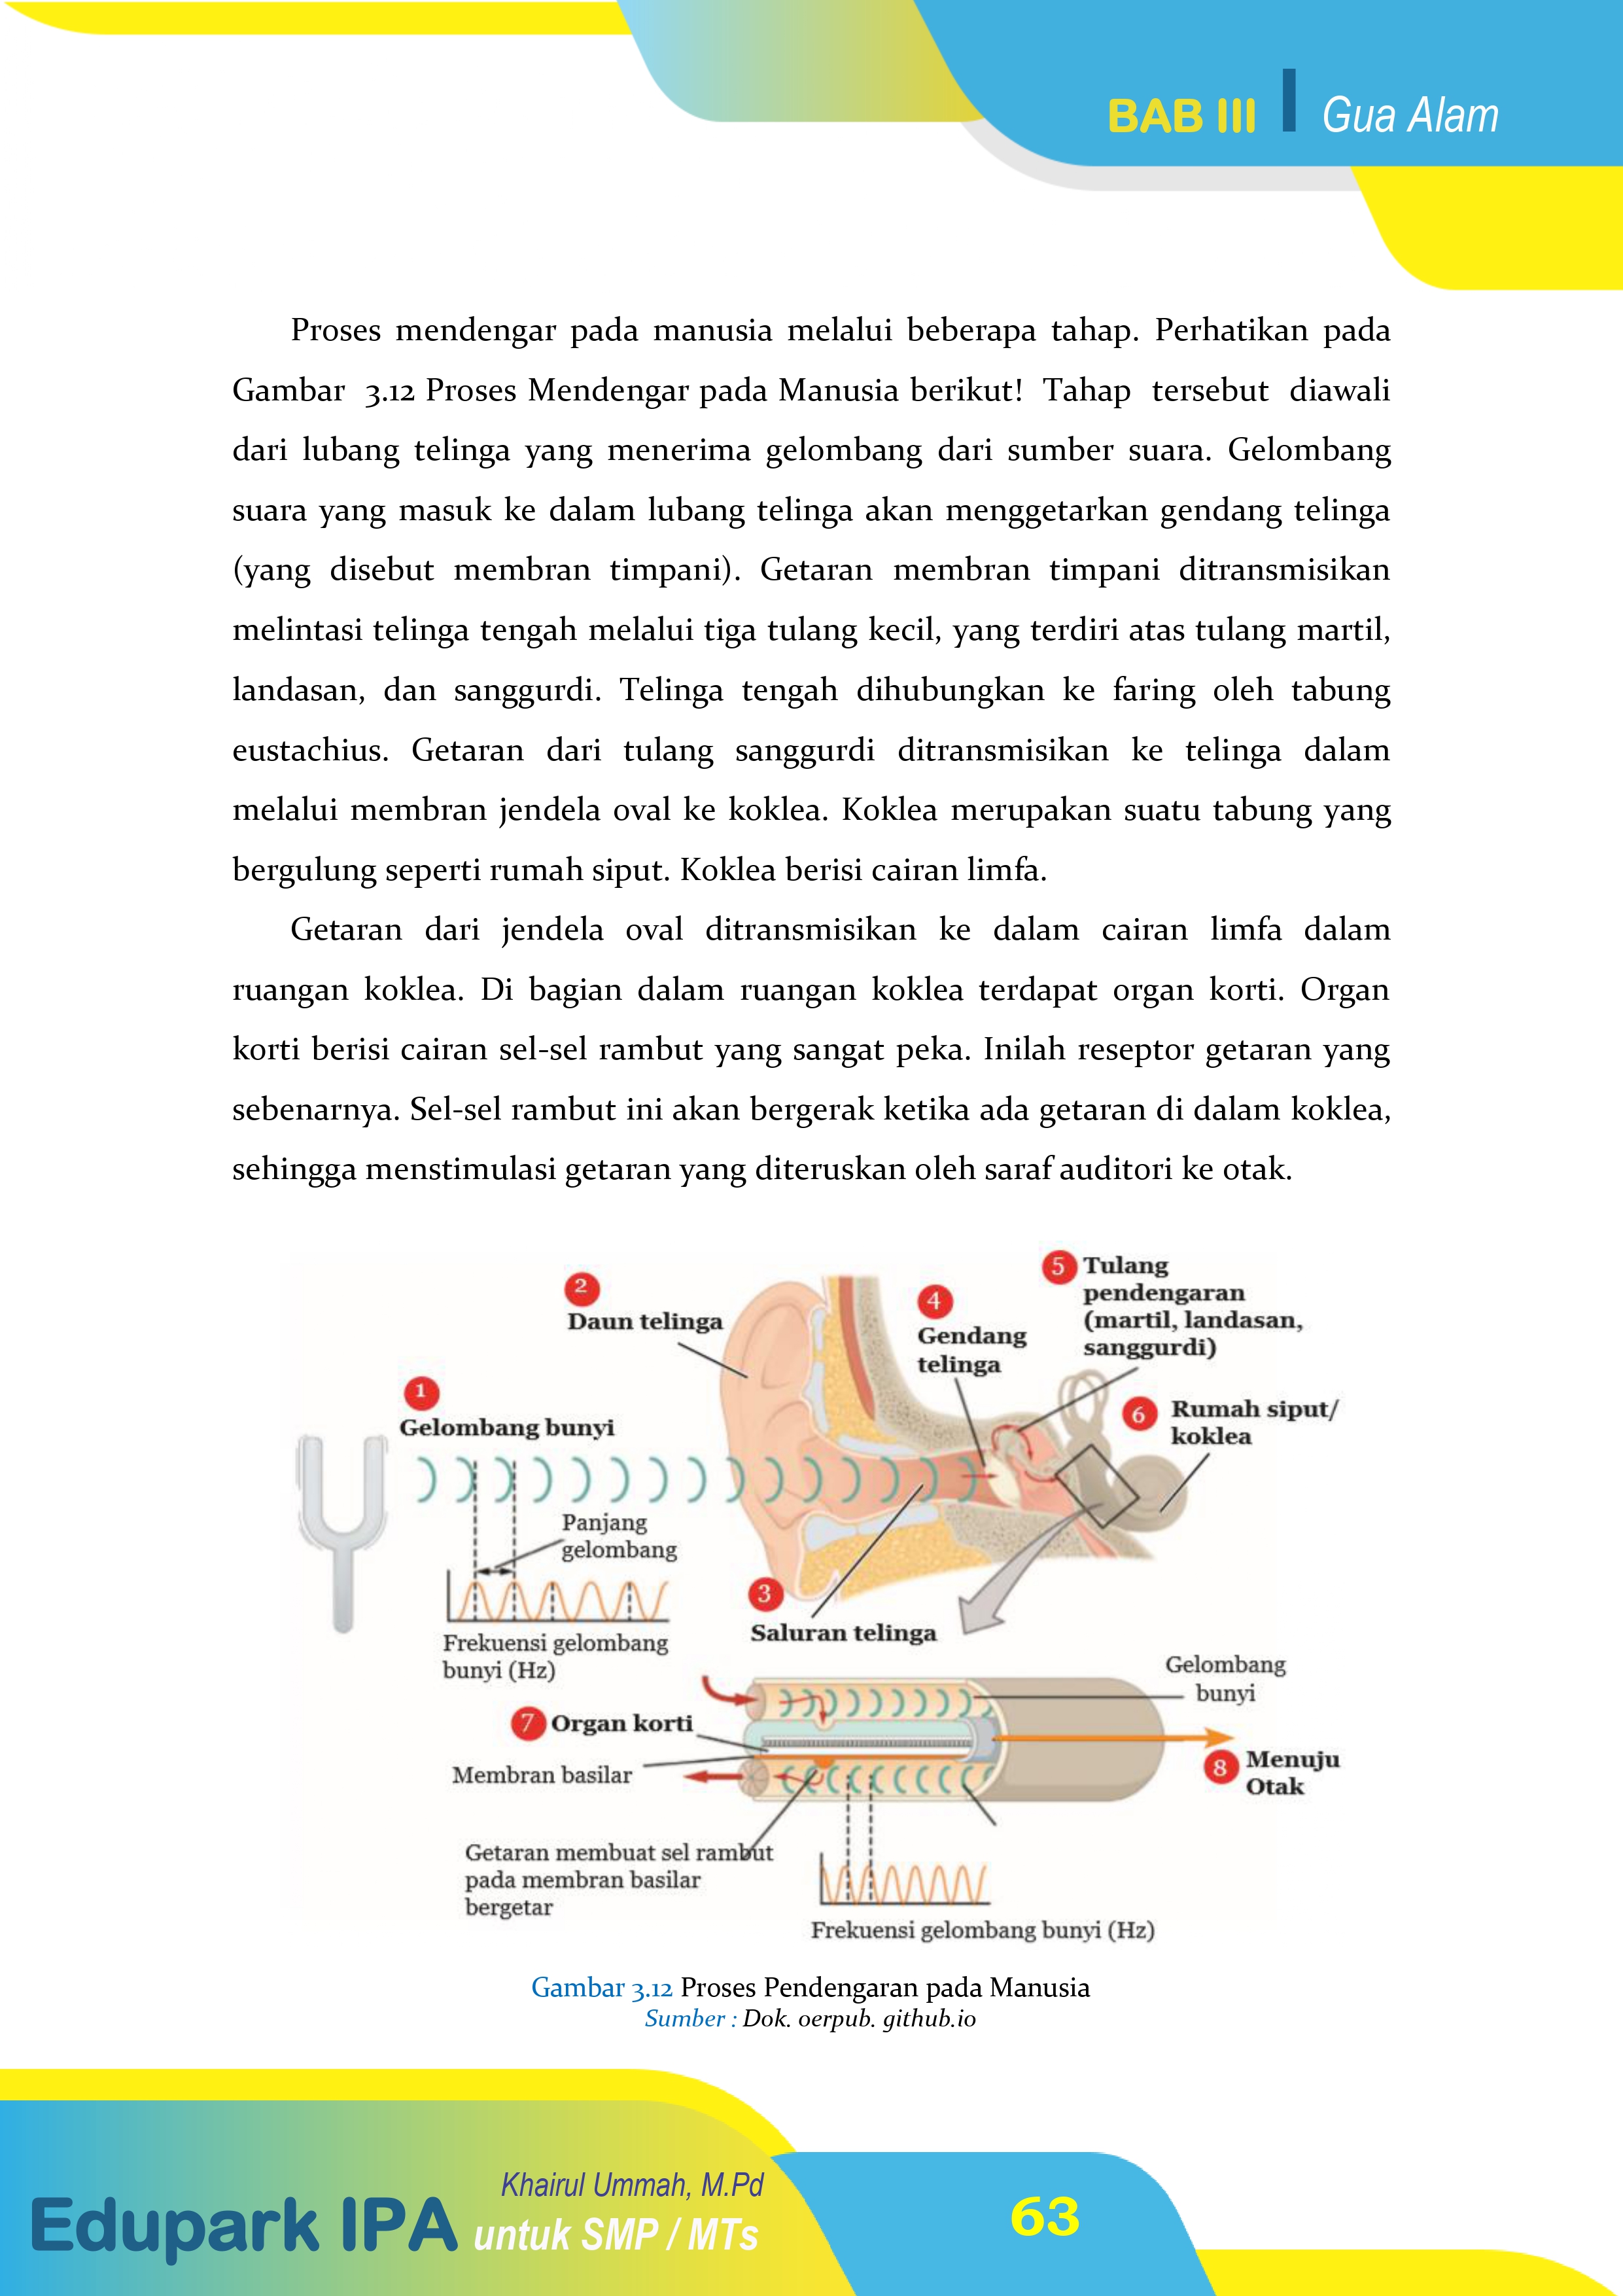 BAB III | Gua Alam
Proses mendengar pada manusia melalui beberapa tahap. Perhatikan pada
Gambar 3.12 Proses Mendengar pada Manusia berikut! Tahap tersebut diawali
dari lubang telinga yang menerima gelombang dari sumber suara. Gelombang
suara yang masuk ke dalam lubang telinga akan menggetarkan gendang telinga
(yang disebut membran timpani). Getaran membran timpani ditransmisikan
melintasi telinga tengah melalui tiga tulang kecil, yang terdiri atas tulang martil,
landasan, dan sanggurdi. Telinga tengah dihubungkan ke faring oleh tabung
eustachius. Getaran dari tulang sanggurdi ditransmisikan ke telinga dalam
melalui membran jendela oval ke koklea. Koklea merupakan suatu tabung yang
bergulung seperti rumah siput. Koklea berisi cairan limfa.
Getaran dari jendela oval ditransmisikan ke dalam cairan limfa dalam
ruangan koklea. Di bagian dalam ruangan koklea terdapat organ korti. Organ
korti berisi cairan sel-sel rambut yang sangat peka. Inilah reseptor getaran yang
sebenarnya. Sel-sel rambut ini akan bergerak ketika ada getaran di dalam koklea,
sehingga menstimulasi getaran yang diteruskan oleh saraf auditori ke otak.
1
Gelombang bunyi
2
Daun telinga
4
Gendang
telinga
5 Tulang
pendengaran
(martil, landasan,
sanggurdi)
6 Rumah siput/
koklea
Panjang
gelombang
Frekuensi gelombang
bunyi (Hz)
3
Saluran telinga
Gelombang
bunyi
7 Organ korti
Membran basilar
8 Menuju
Otak
Getaran membuat sel rambut
pada membran basilar
bergetar
Frekuensi gelombang bunyi (Hz)
Gambar 3.12 Proses Pendengaran pada Manusia
Sumber : Dok. oerpub. github.io
Khairul Ummah, M.Pd
Edupark IPA untuk SMP / MTs
63